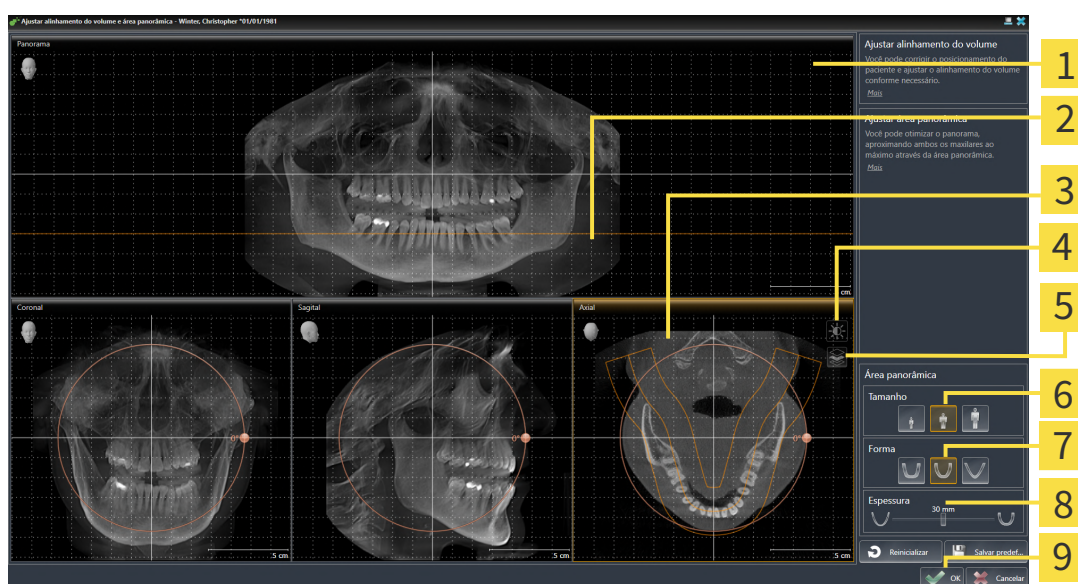 Ajustar alinhamento do volume e área panorâmica - Winter, Christopher *01/01/1981
Panorama
cm
Coronal
0°
5 cm
Sagital
0°
5 cm
Axial
0°
5 cm
Ajustar alinhamento do volume
Você pode corrigir o posicionamento do
paciente e ajustar o alinhamento do volume
conforme necessário.
Mais
Ajustar área panorâmica
Você pode otimizar o panorama,
aproximando ambos os maxilares ao
máximo através da área panorâmica.
Mais
Área panorâmica
Tamanho
Forma
Espessura
30 mm
Reinicializar
Salvar predef...
OK
Cancelar
1
2
3
4
5
6
7
8
9